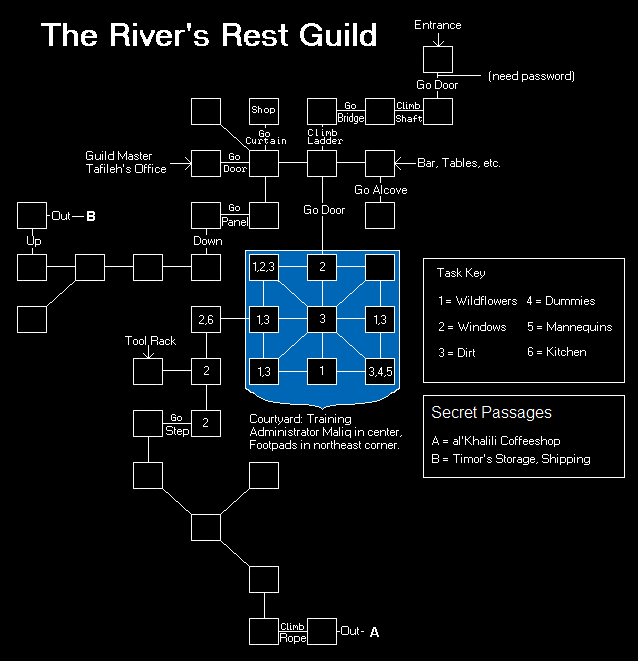 The River's Rest Guild
Entrance
(need password)
Go Door
Shop
Go
Curtain
Climb
Ladder
Go
Bridge
Climb
Shaft
Guild Master
Tafileh's Office
Go
Door
Bar, Tables, etc.
Go Alcove
Out
B
Go
Panel
Go Door
Up
Down
1,2,3
2
2,6
1,3
3
1,3
Tool Rack
2
1,3
1
3,4,5
Go
Step
2
Courtyard: Training
Administrator Maliq in center,
Footpads in northeast corner.
Task Key
1 = Wildflowers
4 = Dummies
2 = Windows
5 = Mannequins
3 = Dirt
6 = Kitchen
Secret Passages
A = al'Khalili Coffeeshop
B = Timor's Storage, Shipping
Climb
Rope
Out
A